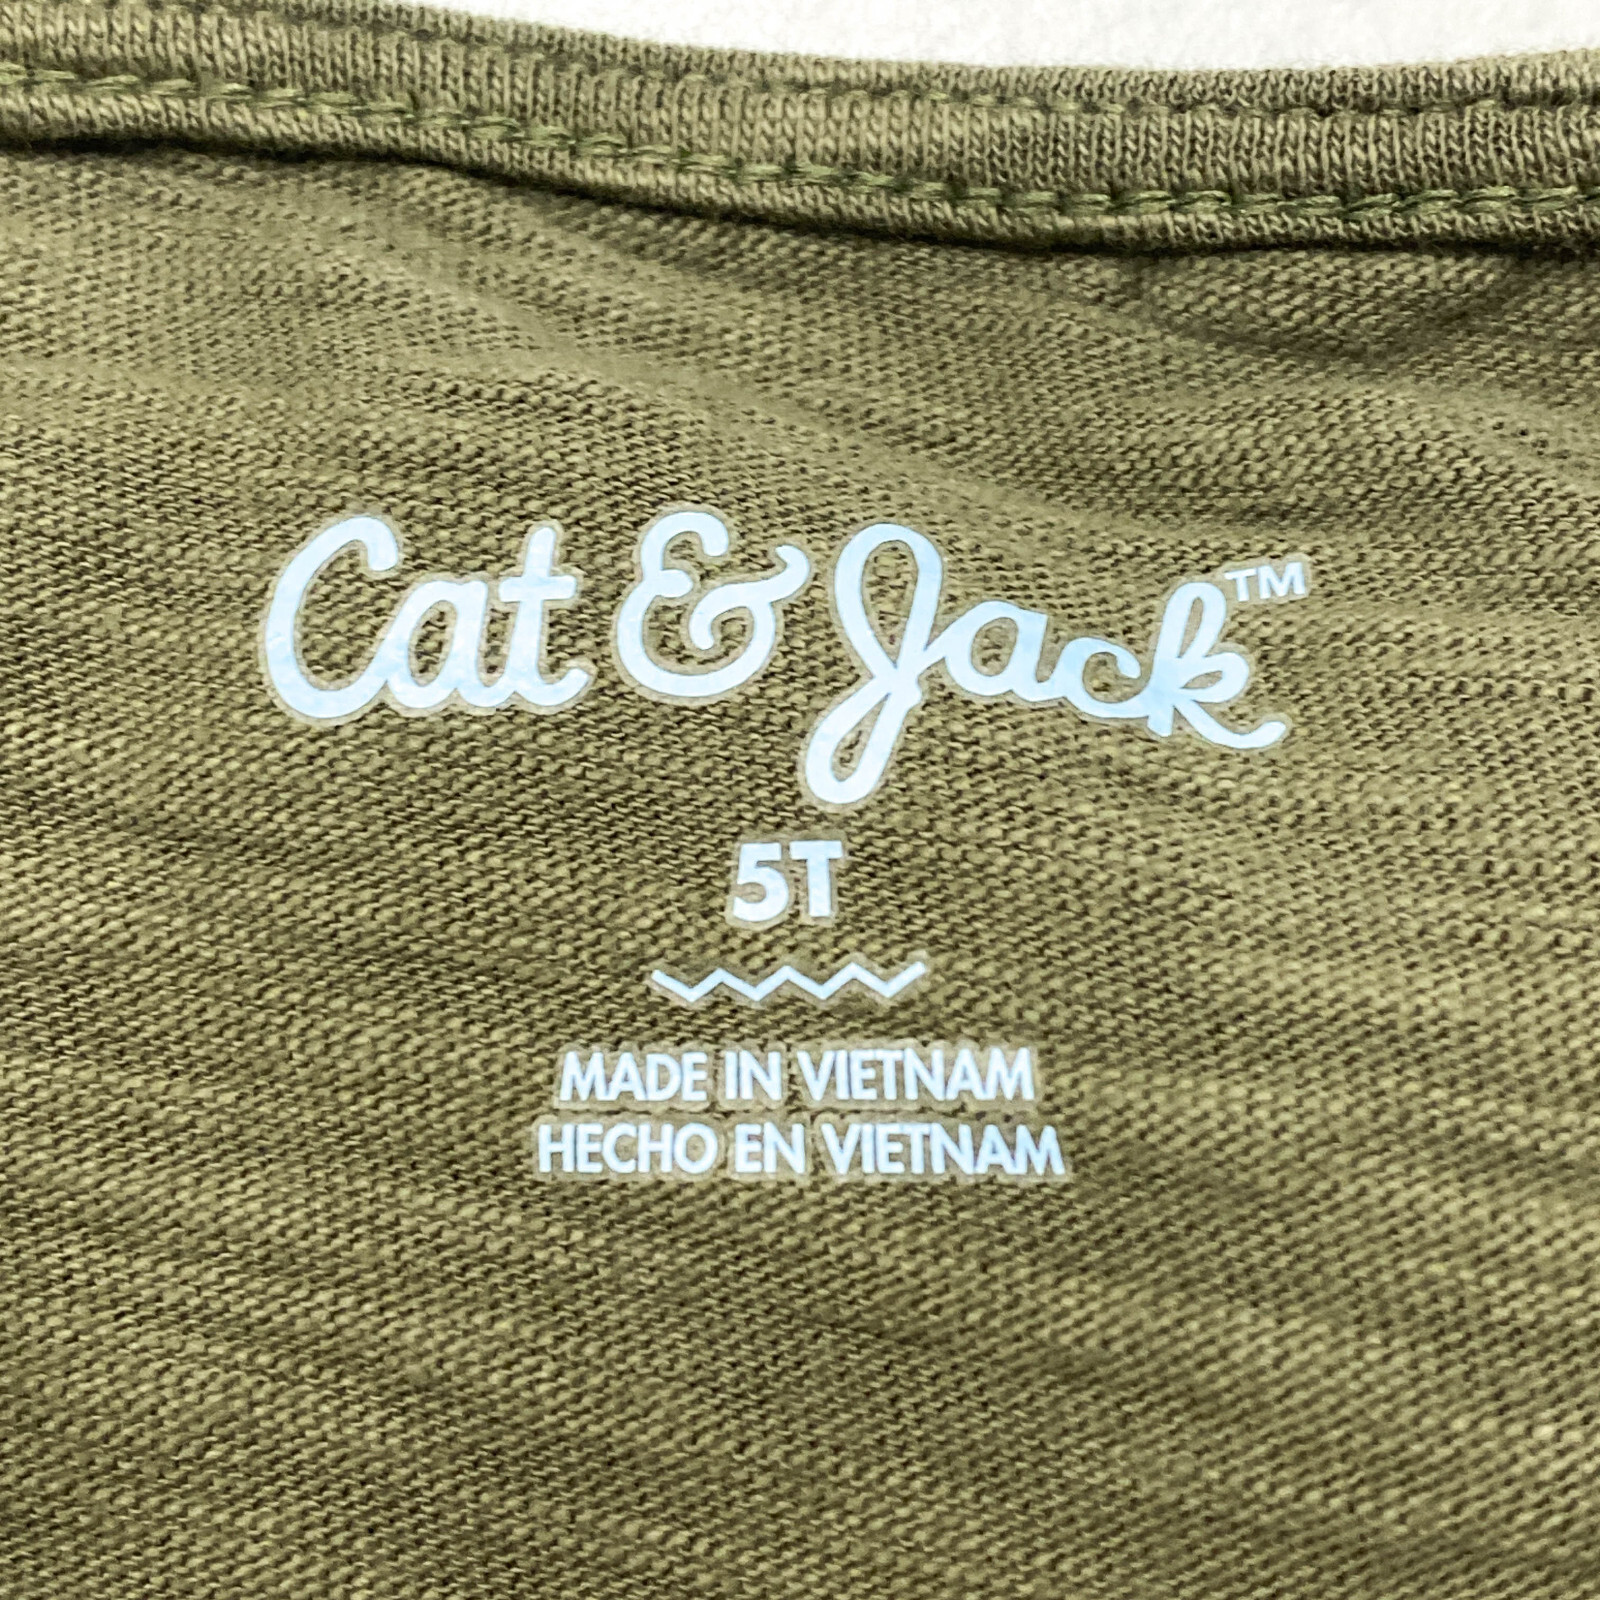 Cat & Jack™
5T
MADE IN VIETNAM
HECHO EN VIETNAM